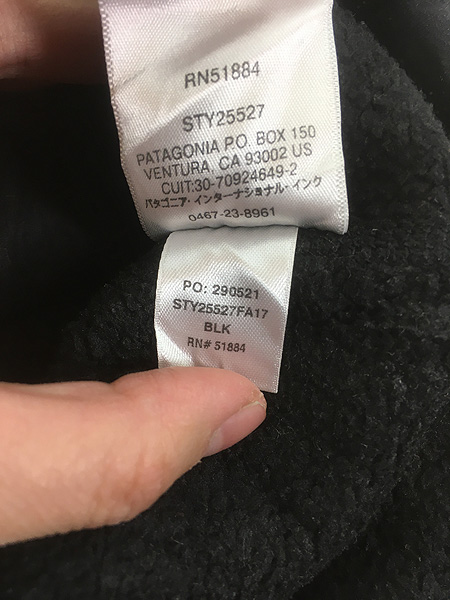 RN51884
STY25527
PATAGONIA P.O. BOX 150
VENTURA, CA 93002 US
CUIT:30-70924649-2
パタゴニア・インターナショナル・インク
0467-23-8961
PO: 290521
STY25527FA17
BLK
RN# 51884